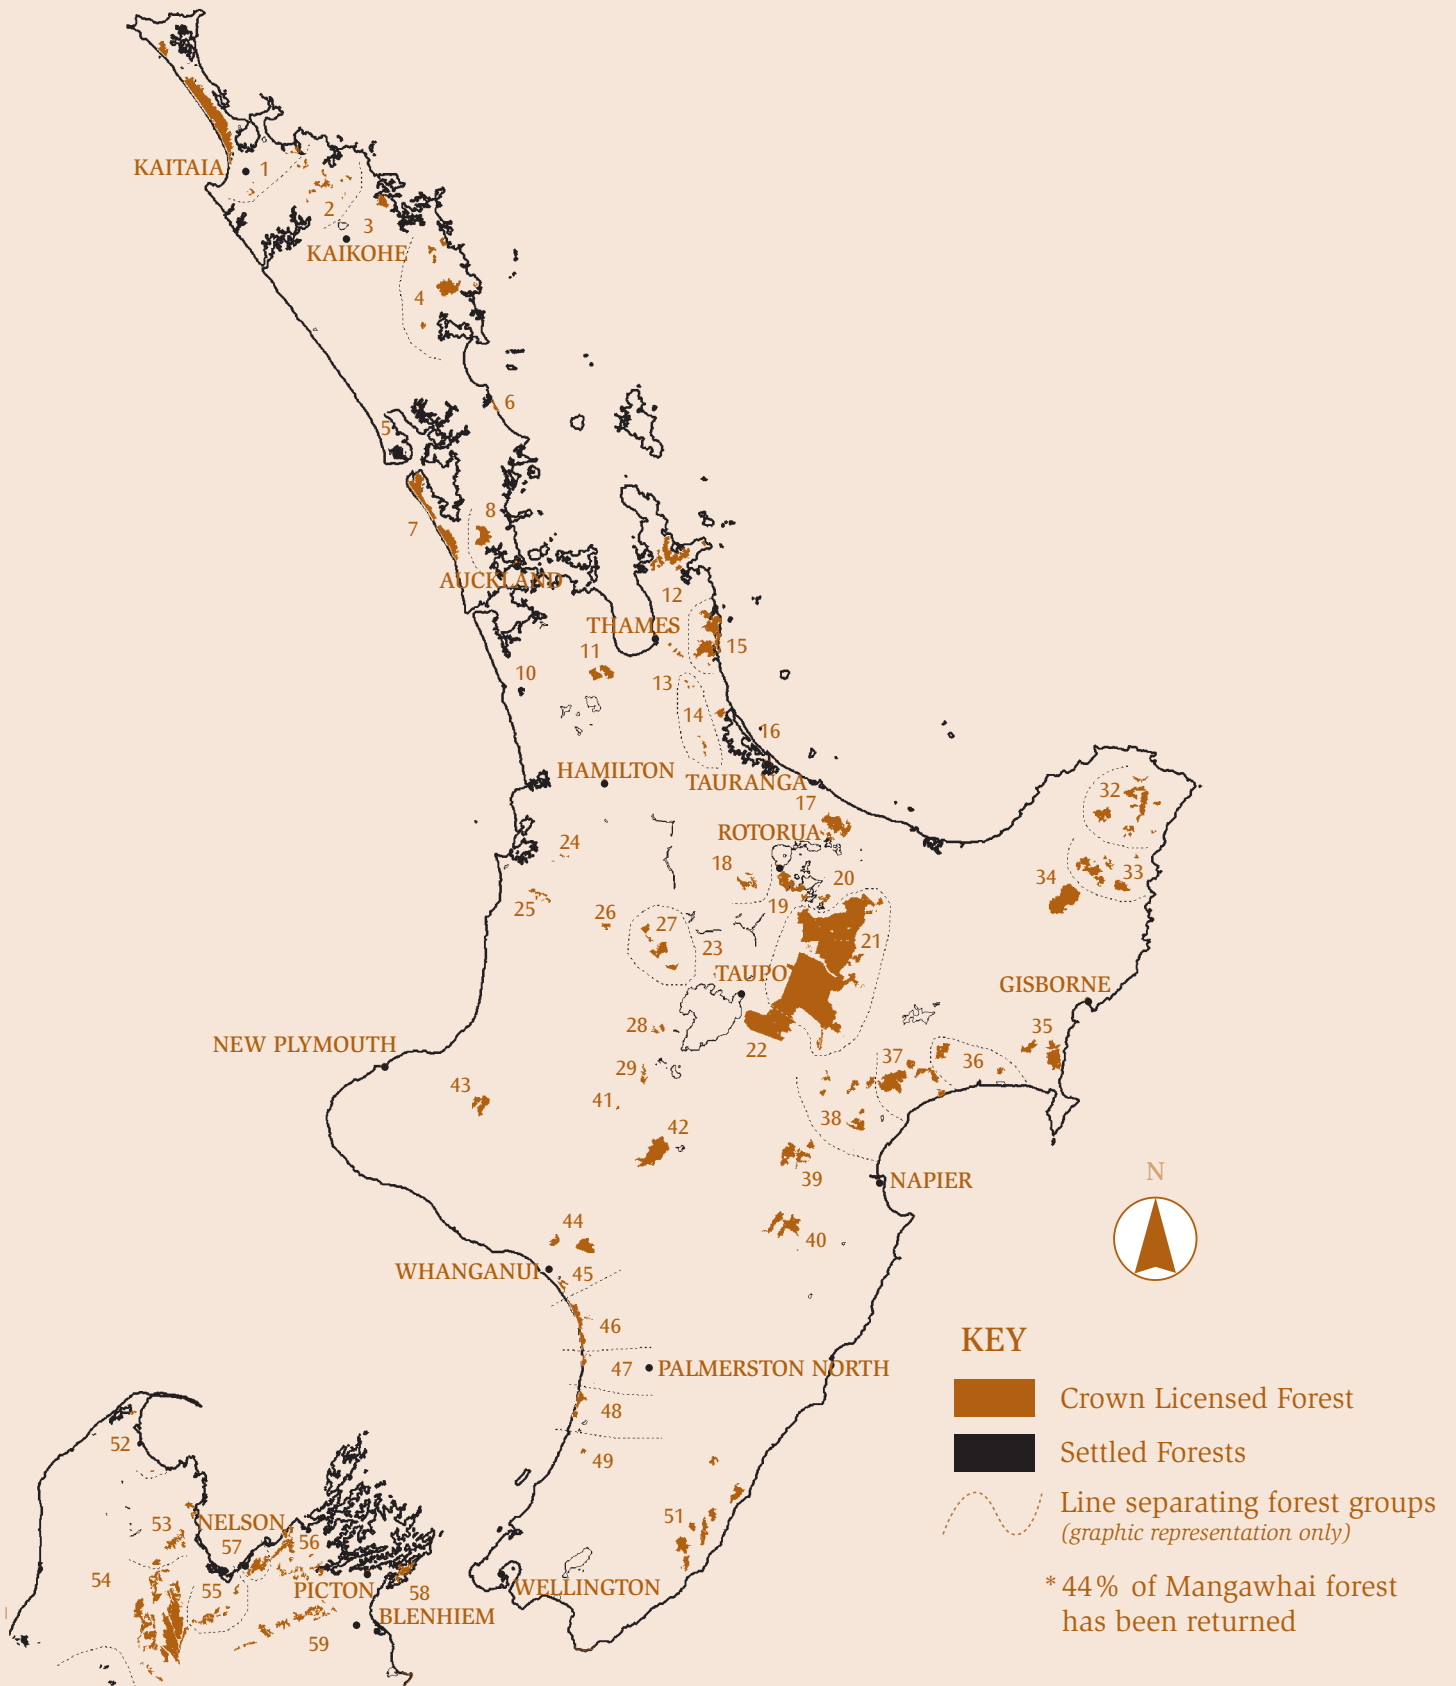 KAITAIA
1
2
3
KAIKOHE
4
5
6
7
8
AUCKLAND
12
THAMES
11
15
10
13
14
16
HAMILTON
TAURANGA
17
32
ROTORUA
24
18
33
34
20
25
19
26
27
21
23
TAUPO
GISBORNE
28
35
NEW PLYMOUTH
22
37
36
29
43
41
38
42
39
NAPIER
N
44
40
WHANGANUI
45
46
47
PALMERSTON NORTH
48
49
52
51
53
NELSON
57
56
54
55
PICTON
58
WELLINGTON
BLENHIEM
59
KEY
Crown Licensed Forest
Settled Forests
Line separating forest groups
(graphic representation only)
* 44% of Mangawhai forest
has been returned